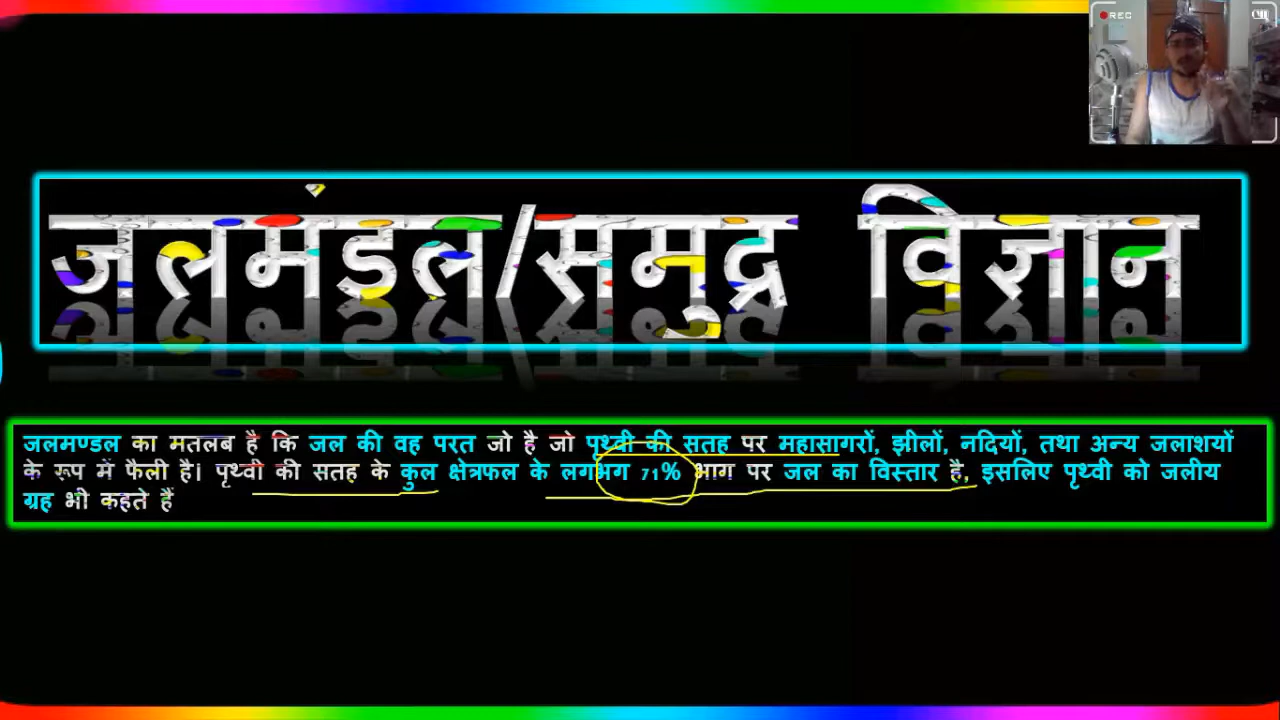 REC
जलमंडल/समुद्र विज्ञान
जलमण्डल का मतलब है कि जल की वह परत जो है जो पृथ्वी की सतह पर महासागरों, झीलों, नदियों, तथा अन्य जलाशयों
के रूप में फैली है। पृथ्वी की सतह के कुल क्षेत्रफल के लगभग 71% भाग पर जल का विस्तार है, इसलिए पृथ्वी को जलीय
ग्रह भी कहते हैं